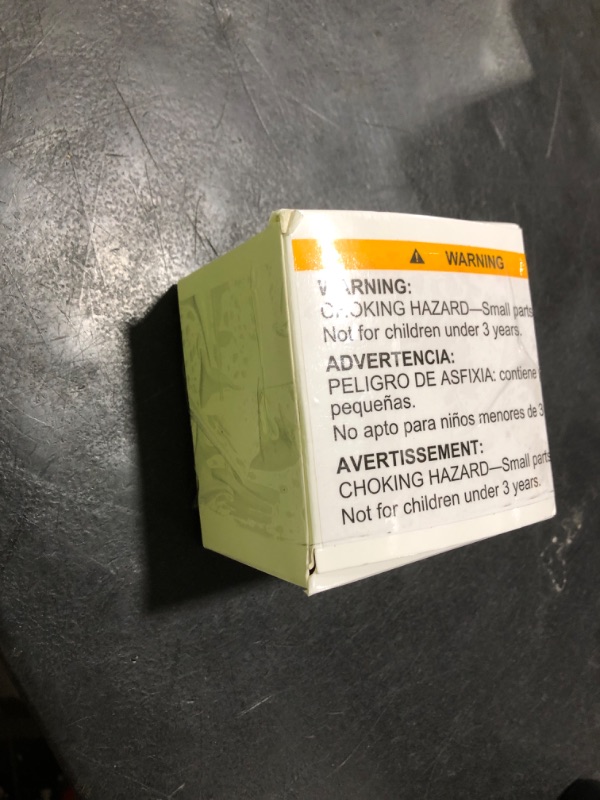 WARNING
WARNING:
CHOKING HAZARD—Small parts
Not for children under 3 years.
ADVERTENCIA:
PELIGRO DE ASFIXIA: contiene
pequeñas.
No apto para niños menores de 3
AVERTISSEMENT:
CHOKING HAZARD—Small parts
Not for children under 3 years.